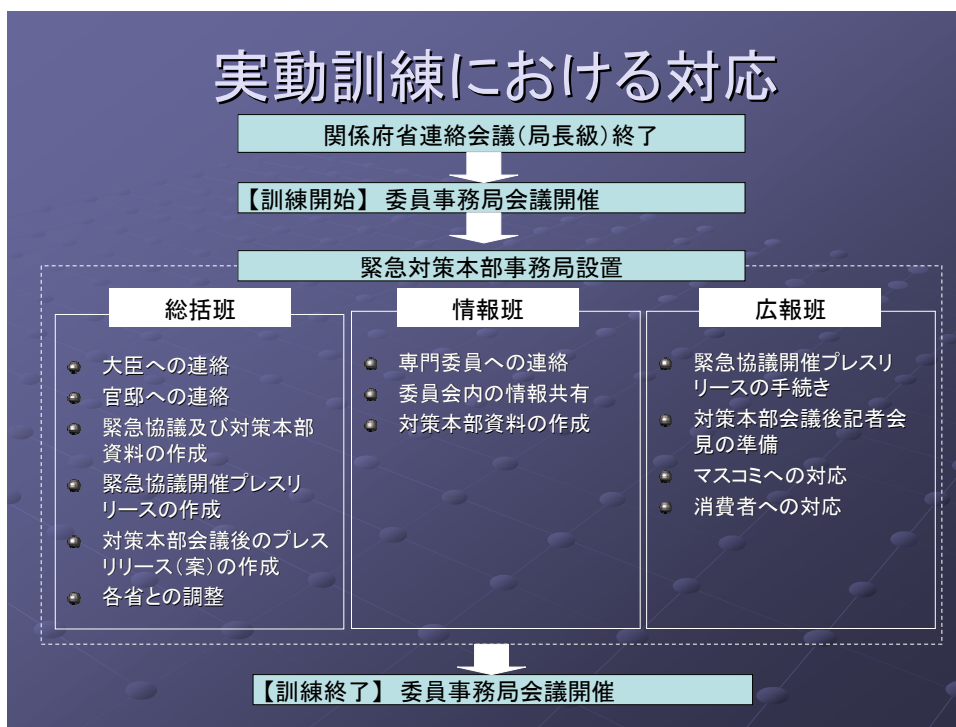 実動訓練における対応
関係府省連絡会議（局長級）終了
【訓練開始】 委員事務局会議開催
緊急対策本部事務局設置
総括班
大臣への連絡
官邸への連絡
緊急協議及び対策本部
資料の作成
緊急協議開催プレスリ
リースの作成
対策本部会議後のプレス
リリース（案）の作成
各省との調整
情報班
専門委員への連絡
委員会内の情報共有
対策本部資料の作成
広報班
緊急協議開催プレスリ
リースの手続き
対策本部会議後記者会
見の準備
マスコミへの対応
消費者への対応
【訓練終了】 委員事務局会議開催